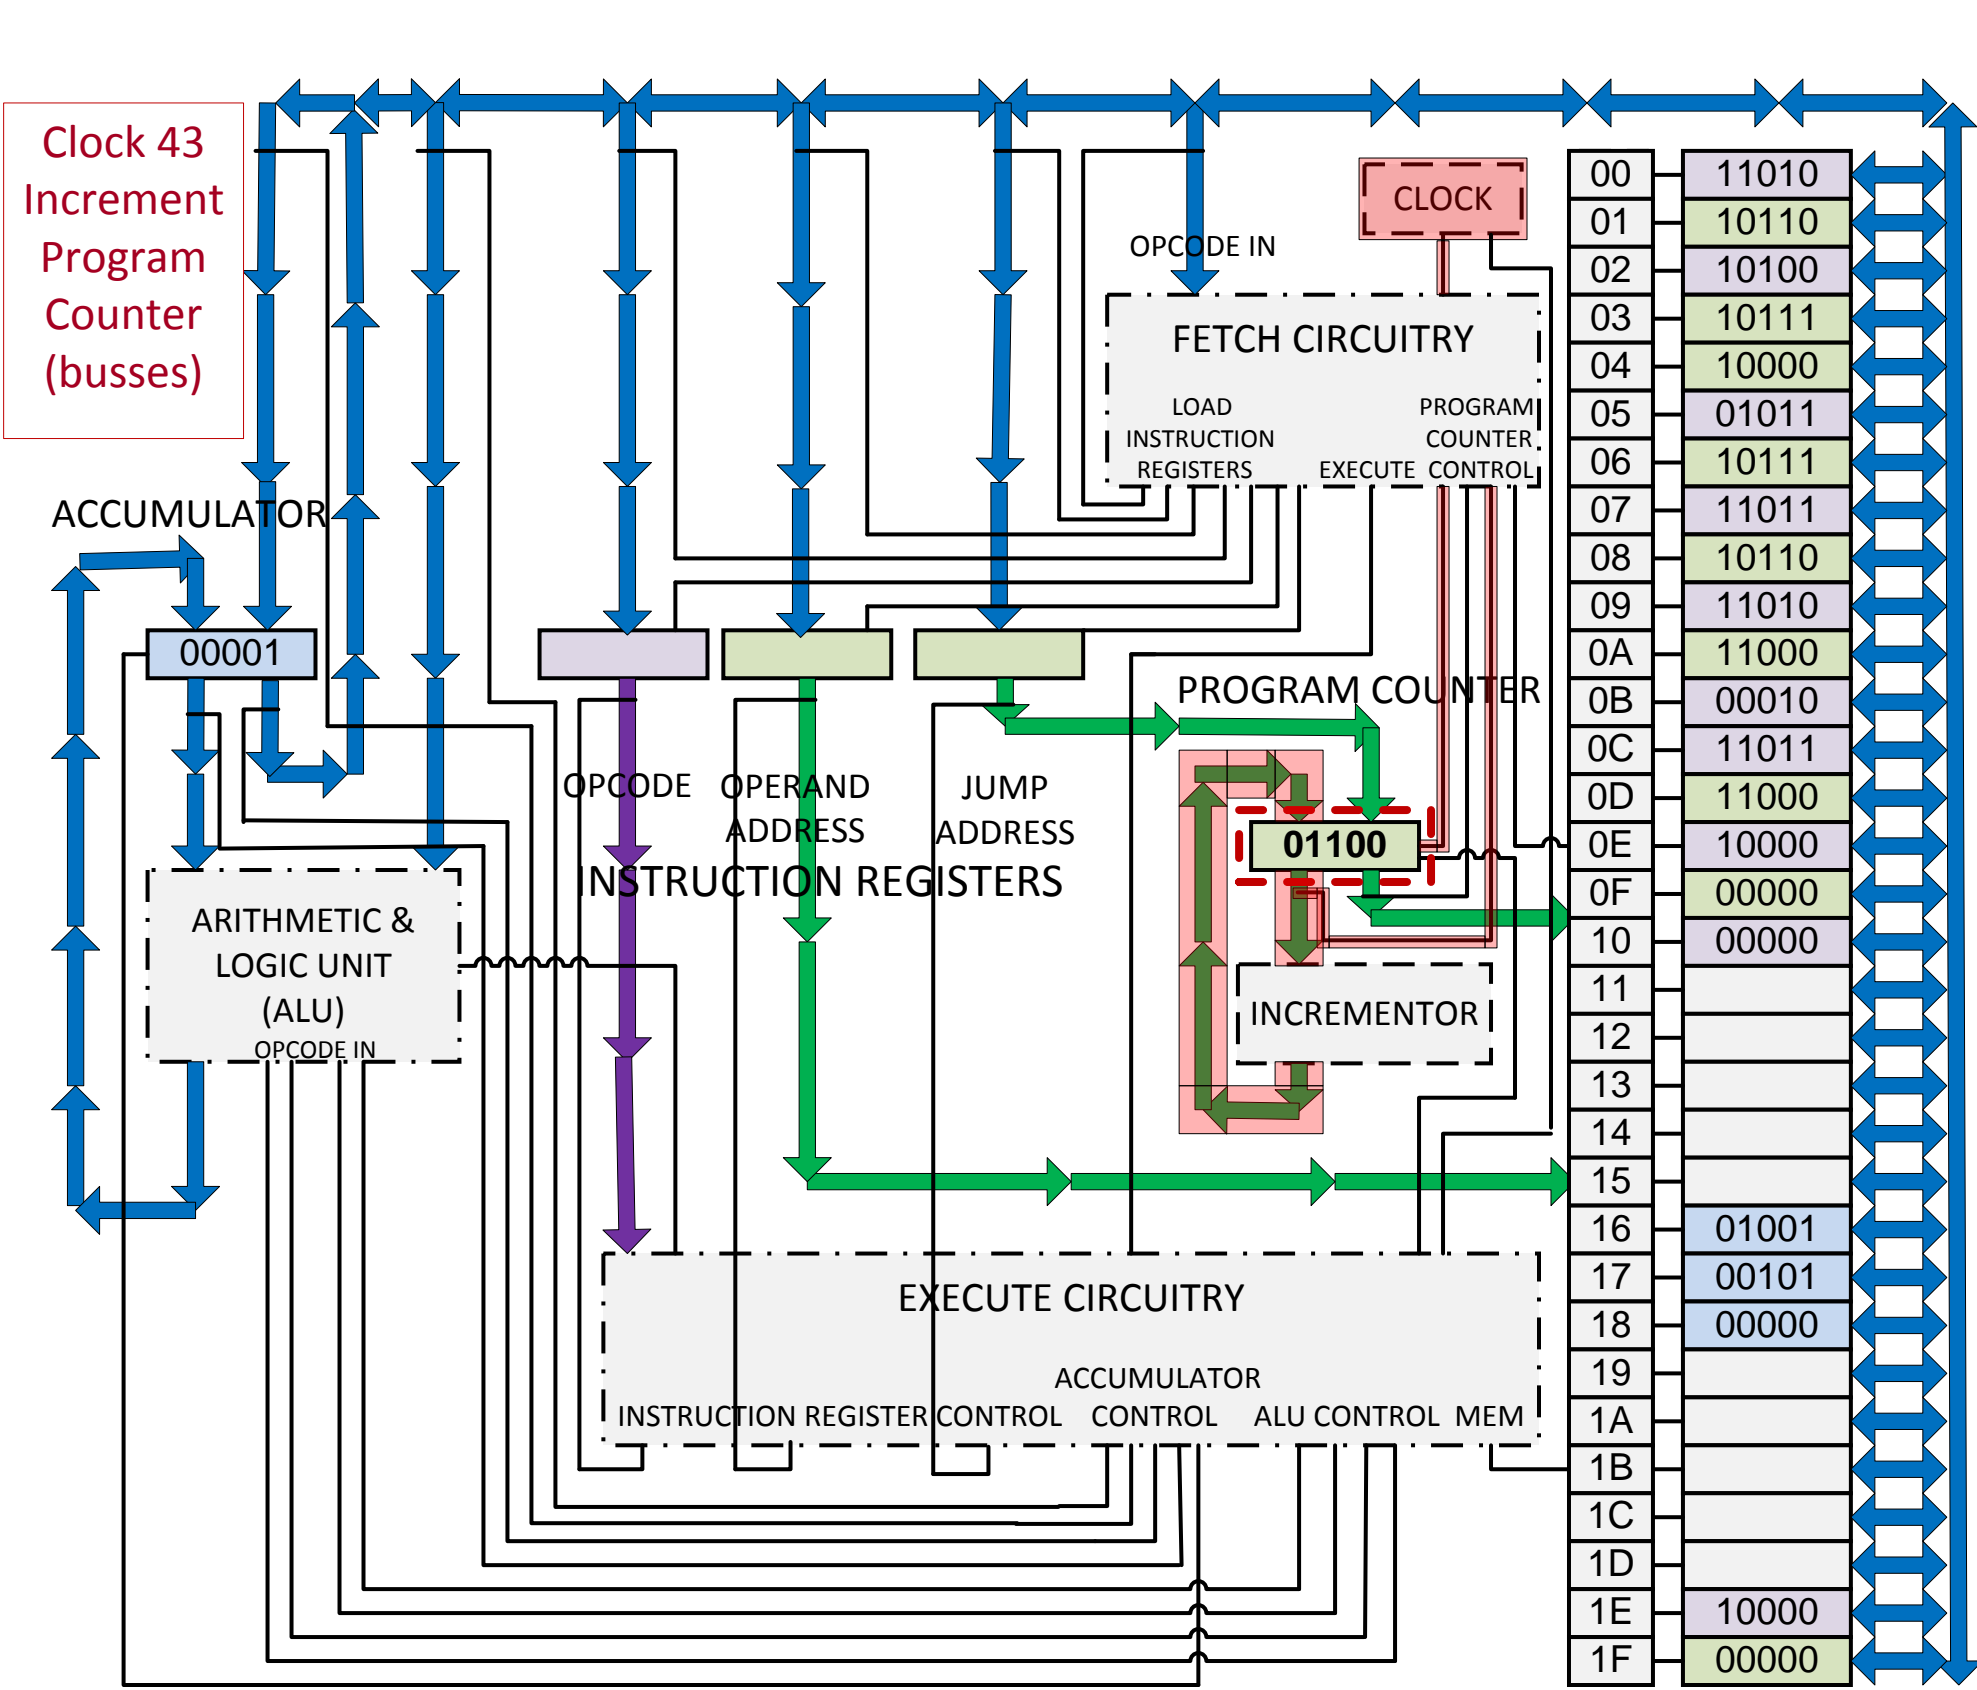 Clock 43
Increment
Program
Counter
(busses)
CLOCK
OPCODE IN
FETCH CIRCUITRY
LOAD
INSTRUCTION
REGISTERS
EXECUTE
PROGRAM
COUNTER
CONTROL
ACCUMULATOR
00001
PROGRAM COUNTER
OPCODE
OPERAND
ADDRESS
JUMP
ADDRESS
INSTRUCTION REGISTERS
01100
ARITHMETIC &
LOGIC UNIT
(ALU)
OPCODE IN
INCREMENTOR
EXECUTE CIRCUITRY
INSTRUCTION REGISTER CONTROL
ACCUMULATOR
CONTROL
ALU CONTROL
MEM
00 11010
01 10110
02 10100
03 10111
04 10000
05 01011
06 10111
07 11011
08 10110
09 11010
0A 11000
0B 00010
0C 11011
0D 11000
0E 10000
0F 00000
10 00000
11
12
13
14
15
16 01001
17 00101
18 00000
19
1A
1B
1C
1D
1E 10000
1F 00000